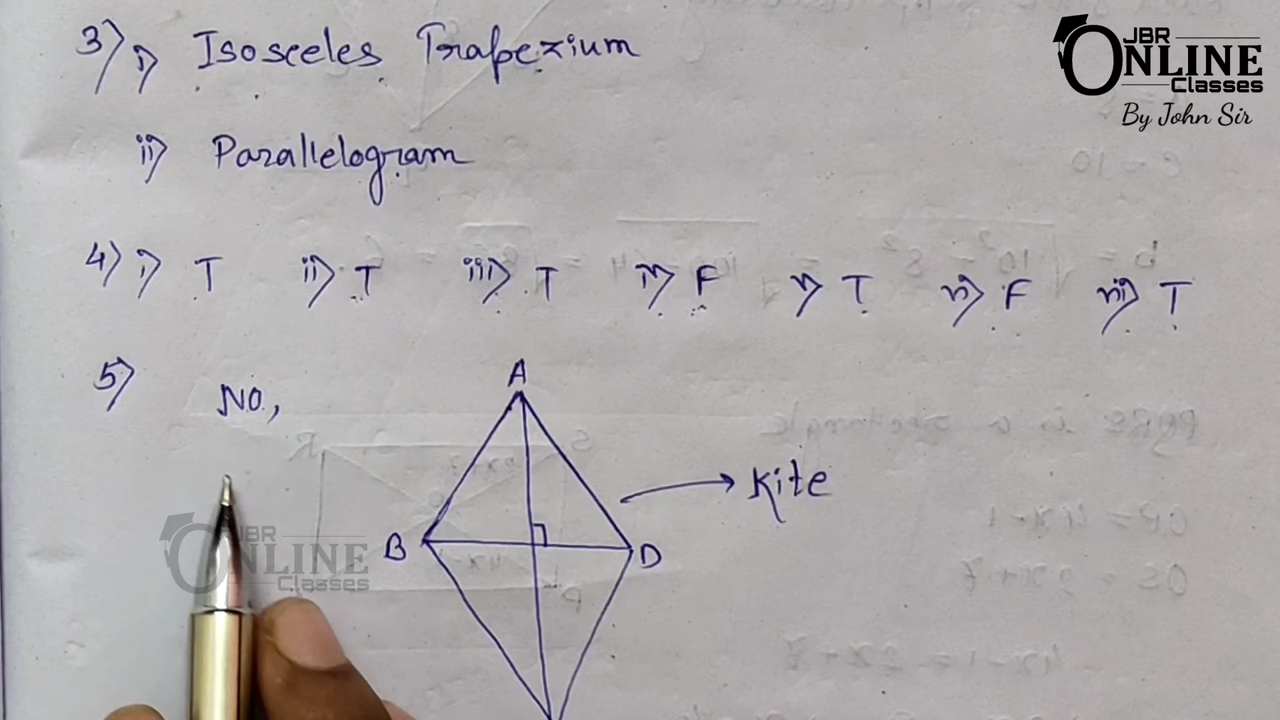 JBR
ONLINE
Classes
By John Sir
3) i) Isosceles Trapezium
ii) Parallelogram
4) i) T ii) T iii) T iv) F v) T vi) F vii) T
5) NO,
A
B
D
Kite
JBR
ONLINE
Classes